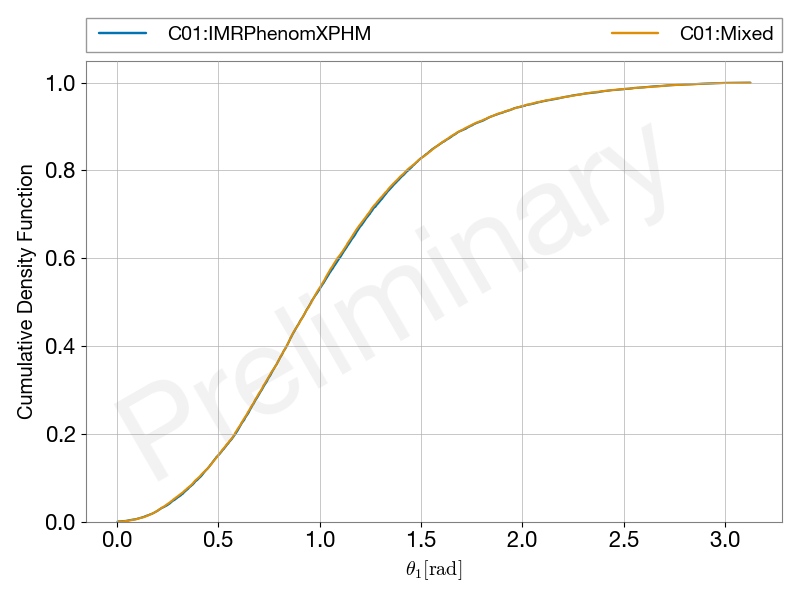 C01:IMRPhenomXPHM C01:Mixed
1.0
0.8
0.6
0.4
0.2
0.0
Cumulative Density Function
Preliminary
0.0 0.5 1.0 1.5 2.0 2.5 3.0
θ₁[rad]